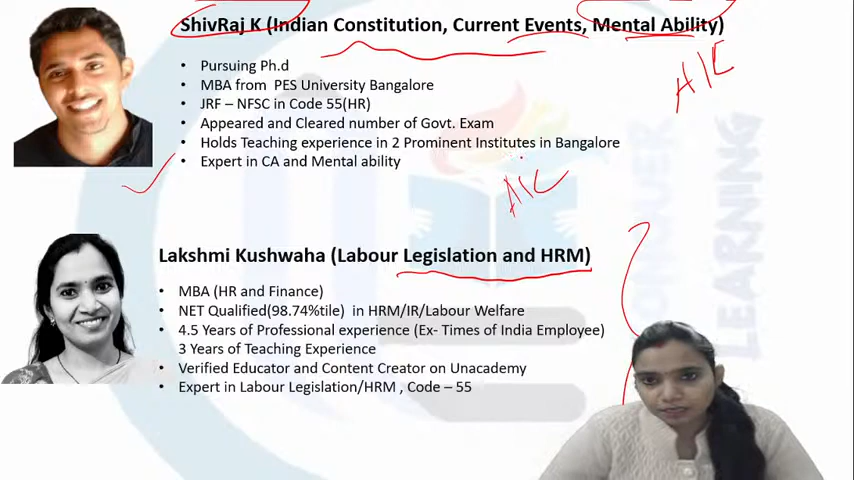 ShivRaj K (Indian Constitution, Current Events, Mental Ability)
• Pursuing Ph.d
• MBA from PES University Bangalore
• JRF – NFSC in Code 55(HR)
• Appeared and Cleared number of Govt. Exam
• Holds Teaching experience in 2 Prominent Institutes in Bangalore
• Expert in CA and Mental ability
Lakshmi Kushwaha (Labour Legislation and HRM)
• MBA (HR and Finance)
• NET Qualified(98.74%tile) in HRM/IR/Labour Welfare
• 4.5 Years of Professional experience (Ex- Times of India Employee)
3 Years of Teaching Experience
• Verified Educator and Content Creator on Unacademy
• Expert in Labour Legislation/HRM , Code – 55
LEARNING